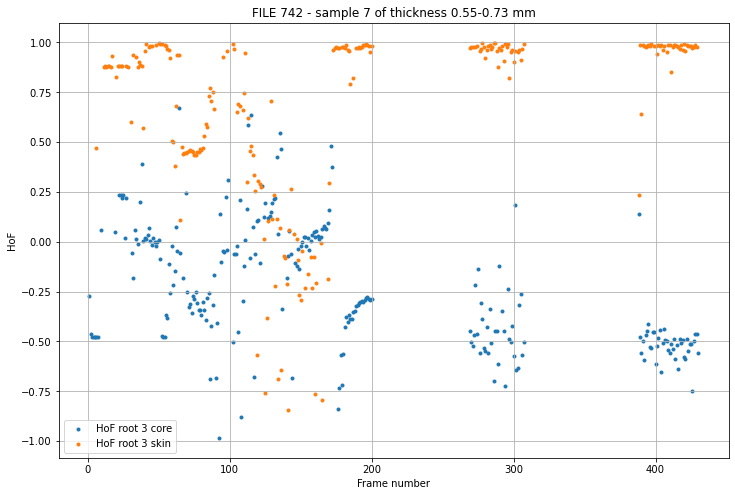 FILE 742 - sample 7 of thickness 0.55-0.73 mm
1.00
0.75
0.50
0.25
0.00
−0.25
−0.50
−0.75
−1.00
HoF
HoF root 3 core
HoF root 3 skin
0 100 200 300 400
Frame number